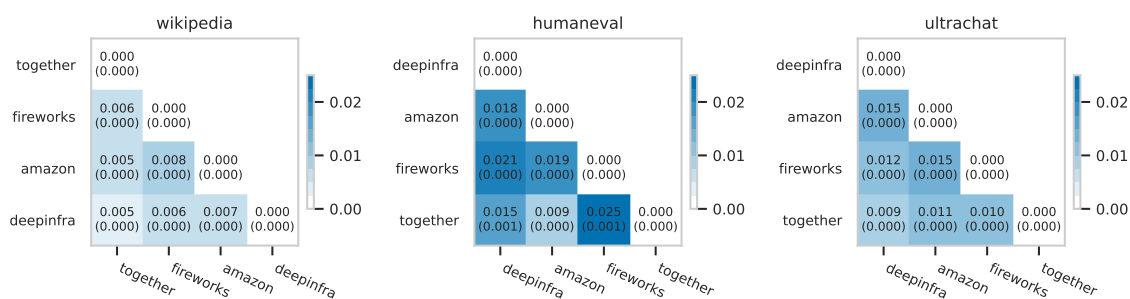 wikipedia
together
fireworks
amazon
deepinfra
0.000
(0.000)
0.006 0.000
(0.000) (0.000)
0.005 0.008 0.000
(0.000) (0.000) (0.000)
0.005 0.006 0.007 0.000
(0.000) (0.000) (0.000) (0.000)
together fireworks amazon deepinfra
0.02
0.01
0.00
humaneval
deepinfra
amazon
fireworks
together
0.000
(0.000)
0.018 0.000
(0.000) (0.000)
0.021 0.019 0.000
(0.000) (0.000) (0.000)
0.015 0.009 0.025 0.000
(0.001) (0.000) (0.001) (0.000)
deepinfra amazon fireworks together
0.02
0.01
0.00
ultrachat
deepinfra
amazon
fireworks
together
0.000
(0.000)
0.015 0.000
(0.000) (0.000)
0.012 0.015 0.000
(0.000) (0.000) (0.000)
0.009 0.011 0.010 0.000
(0.000) (0.000) (0.000) (0.000)
deepinfra amazon fireworks together
0.02
0.01
0.00